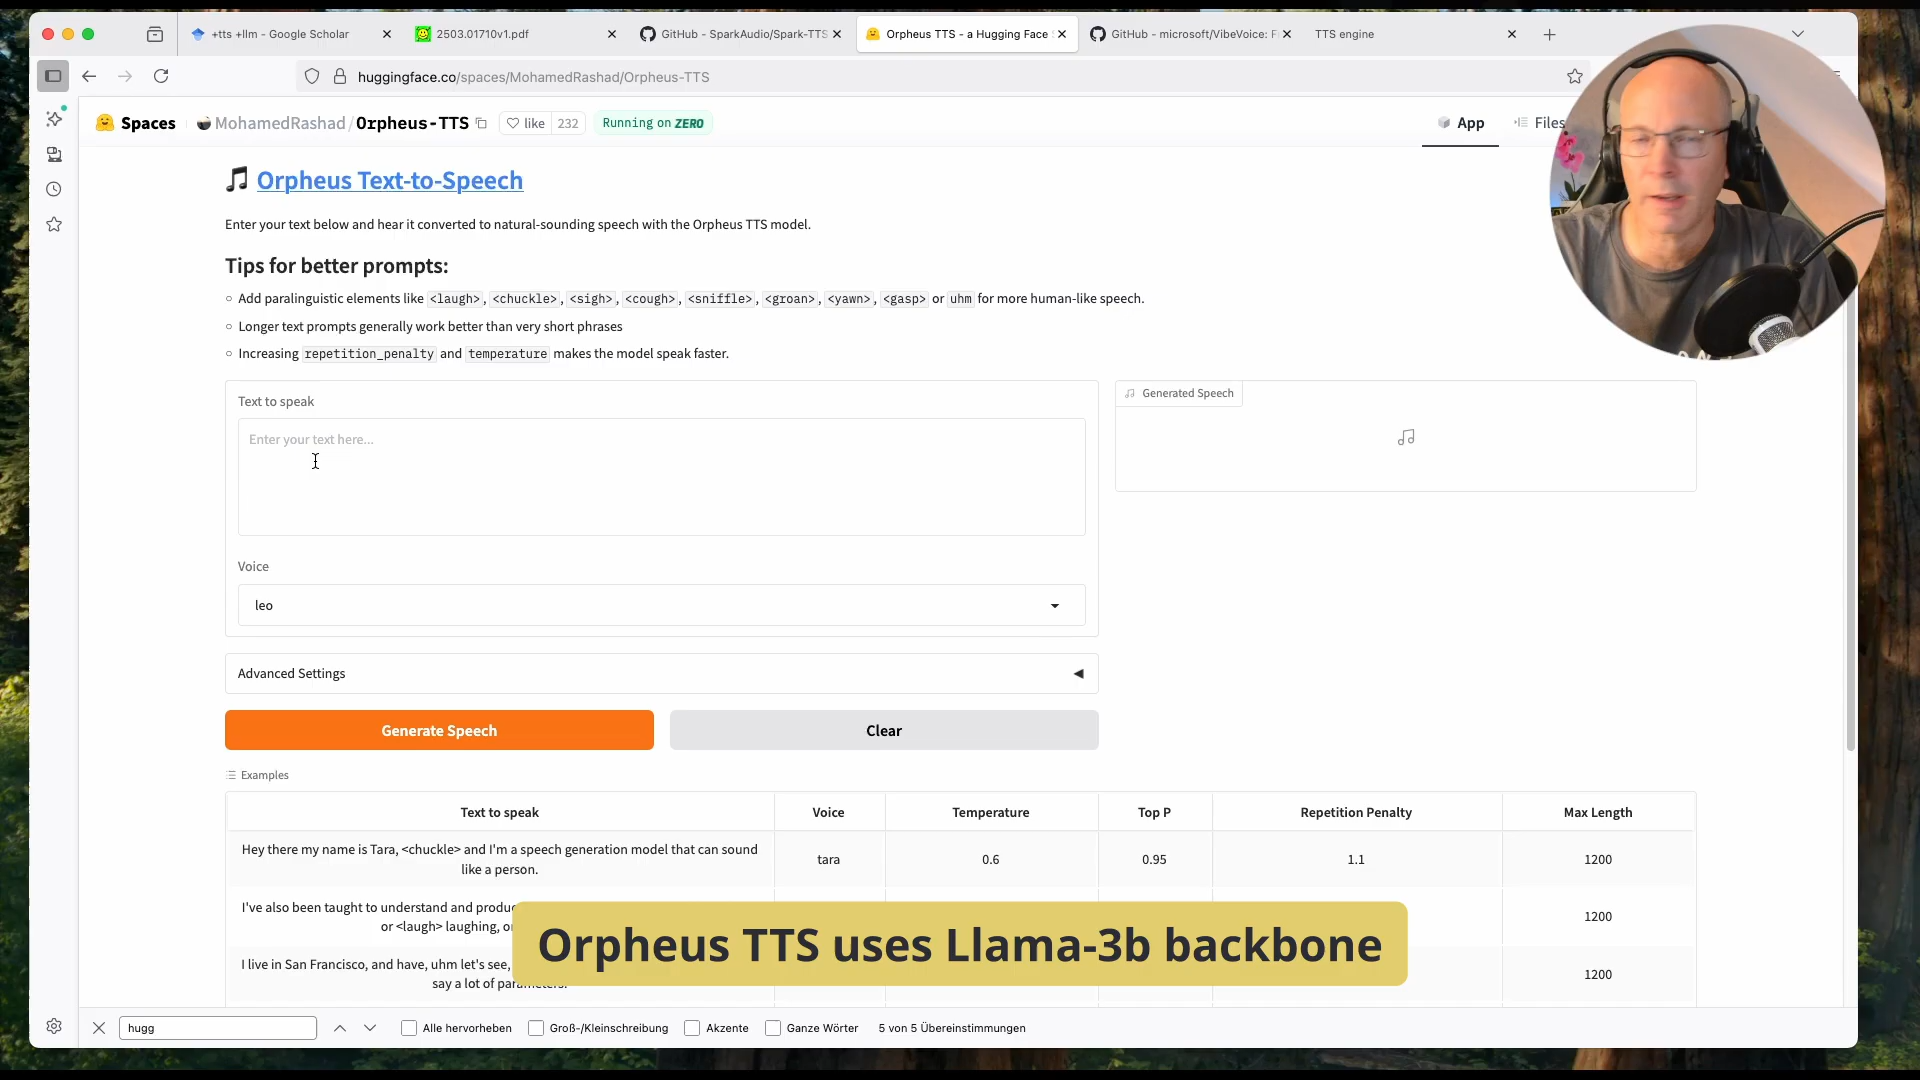 +tts +llm - Google Scholar
2503.01710v1.pdf
GitHub - SparkAudio/Spark-TTS
Orpheus TTS - a Hugging Face
GitHub - microsoft/VibeVoice: F
TTS engine
huggingface.co/spaces/MohamedRashad/Orpheus-TTS
Spaces
MohamedRashad/Orpheus-TTS
like 232
Running on ZERO
App
Files
Orpheus Text-to-Speech
Enter your text below and hear it converted to natural-sounding speech with the Orpheus TTS model.
Tips for better prompts:
Add paralinguistic elements like <laugh>, <chuckle>, <sigh>, <cough>, <sniffle>, <groan>, <yawn>, <gasp> or uhm for more human-like speech.
Longer text prompts generally work better than very short phrases
Increasing repetition_penalty and temperature makes the model speak faster.
Text to speak
Enter your text here...
Generated Speech
Voice
leo
Advanced Settings
Generate Speech
Clear
Examples
Text to speak Voice Temperature Top P Repetition Penalty Max Length
Hey there my name is Tara, <chuckle> and I'm a speech generation model that can sound
like a person.
tara 0.6 0.95 1.1 1200
I've also been taught to understand and produ
or <laugh> laughing, or
1200
I live in San Francisco, and have, uhm let's see,
say a lot of
1200
Orpheus TTS uses Llama-3b backbone
hugg
Alle hervorheben
Groß-/Kleinschreibung
Akzente
Ganze Wörter
5 von 5 Übereinstimmungen